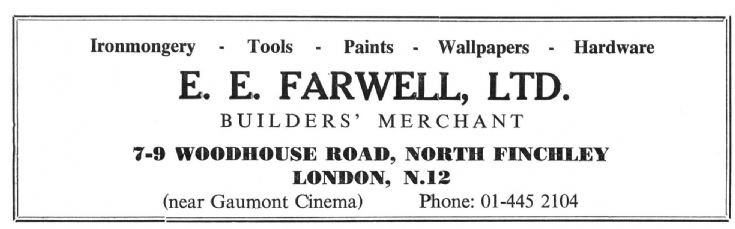 Ironmongery - Tools - Paints - Wallpapers - Hardware
E. E. FARWELL, LTD.
BUILDERS' MERCHANT
7-9 WOODHOUSE ROAD, NORTH FINCHLEY
LONDON, N.12
(near Gaumont Cinema) Phone: 01-445 2104